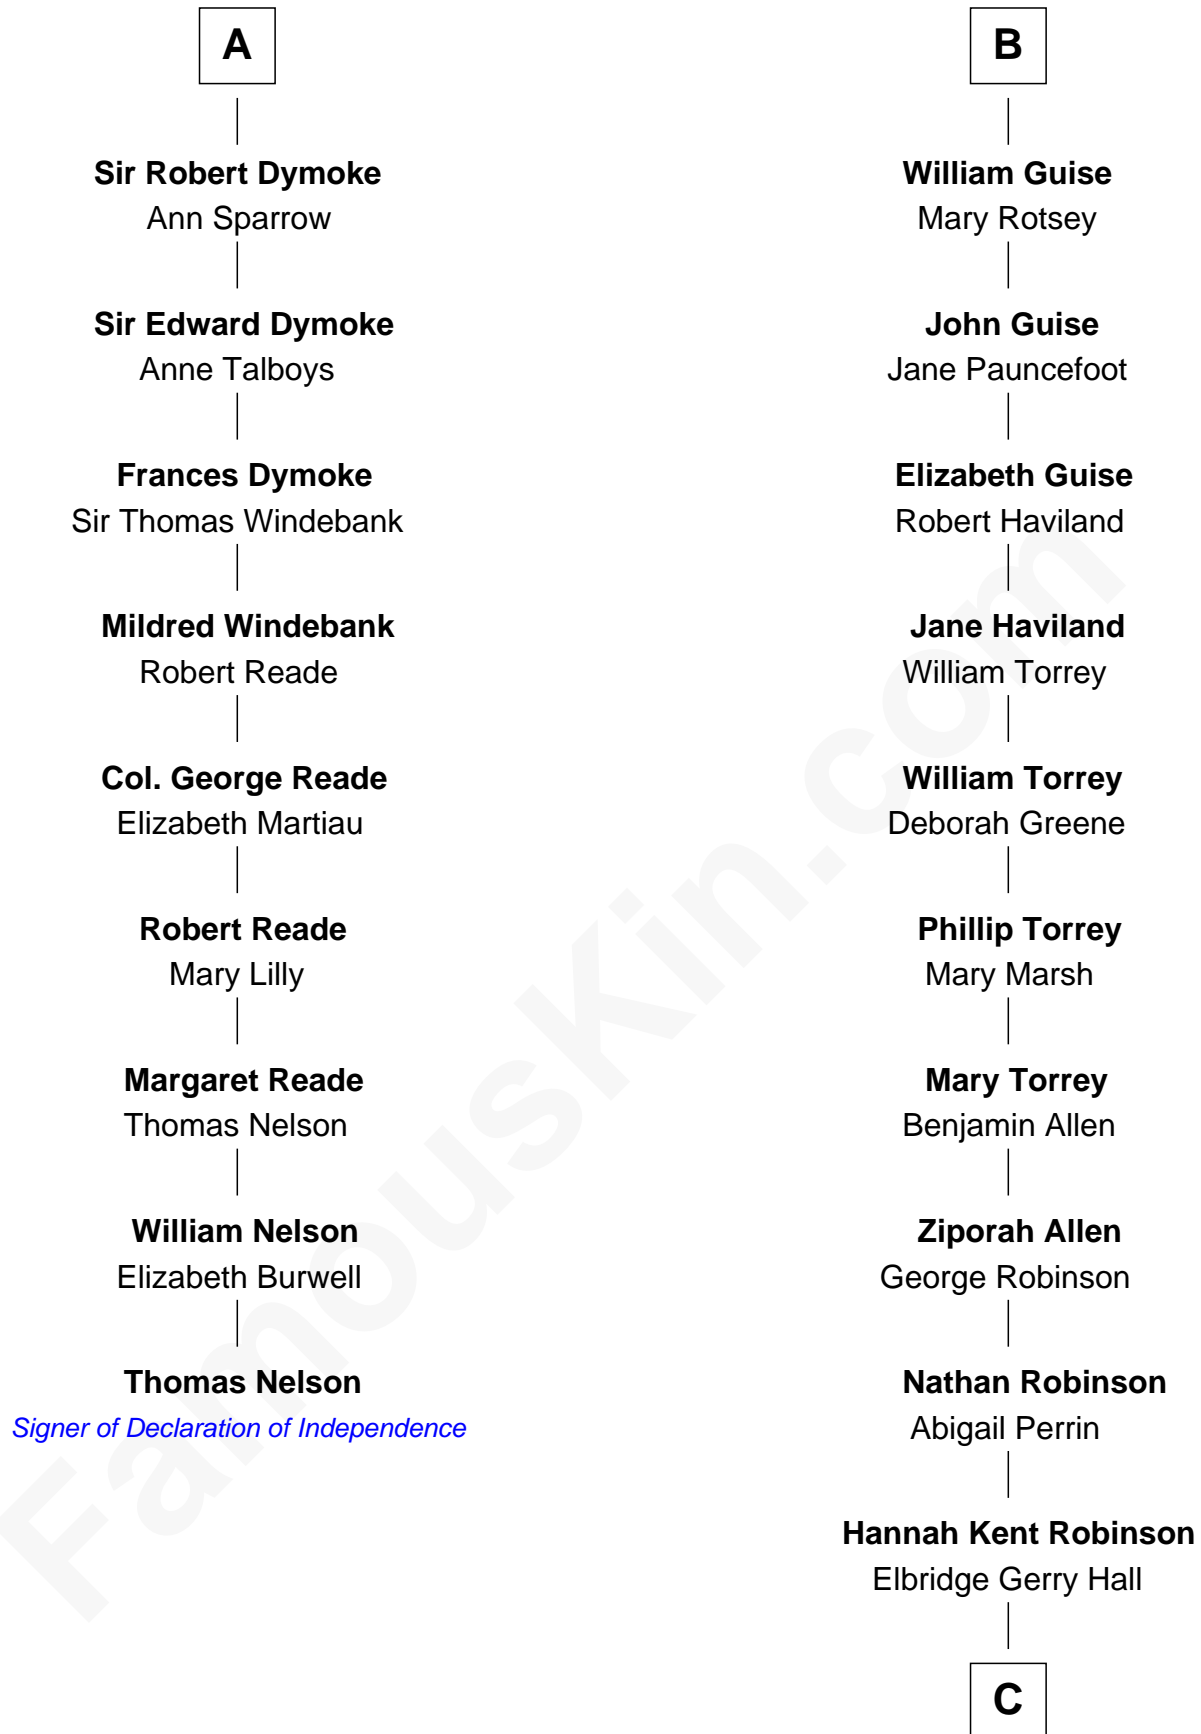 A
Sir Robert Dymoke
Ann Sparrow
Sir Edward Dymoke
Anne Talboys
Frances Dymoke
Sir Thomas Windebank
Mildred Windebank
Robert Reade
Col. George Reade
Elizabeth Martiau
Robert Reade
Mary Lilly
Margaret Reade
Thomas Nelson
William Nelson
Elizabeth Burwell
Thomas Nelson
Signer of Declaration of Independence
B
William Guise
Mary Rotsey
John Guise
Jane Pauncefoot
Elizabeth Guise
Robert Haviland
Jane Haviland
William Torrey
William Torrey
Deborah Greene
Phillip Torrey
Mary Marsh
Mary Torrey
Benjamin Allen
Ziporah Allen
George Robinson
Nathan Robinson
Abigail Perrin
Hannah Kent Robinson
Elbridge Gerry Hall
C
FamousKin.com